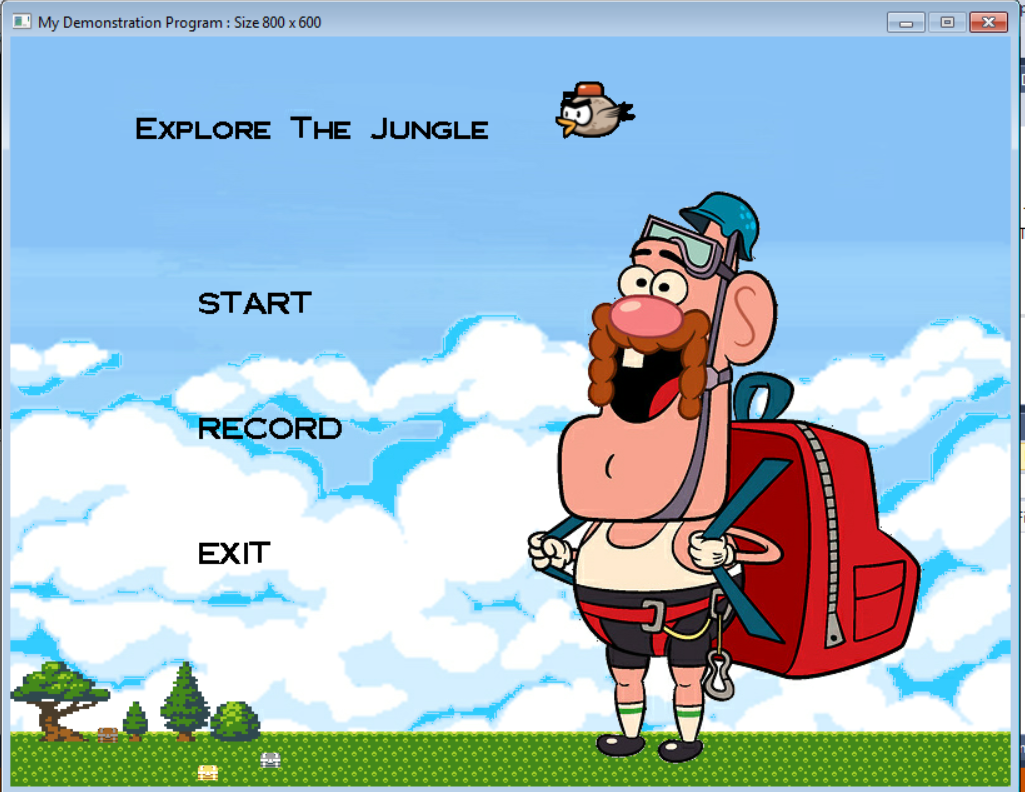 My Demonstration Program : Size 800 x 600
Explore The Jungle
START
RECORD
EXIT